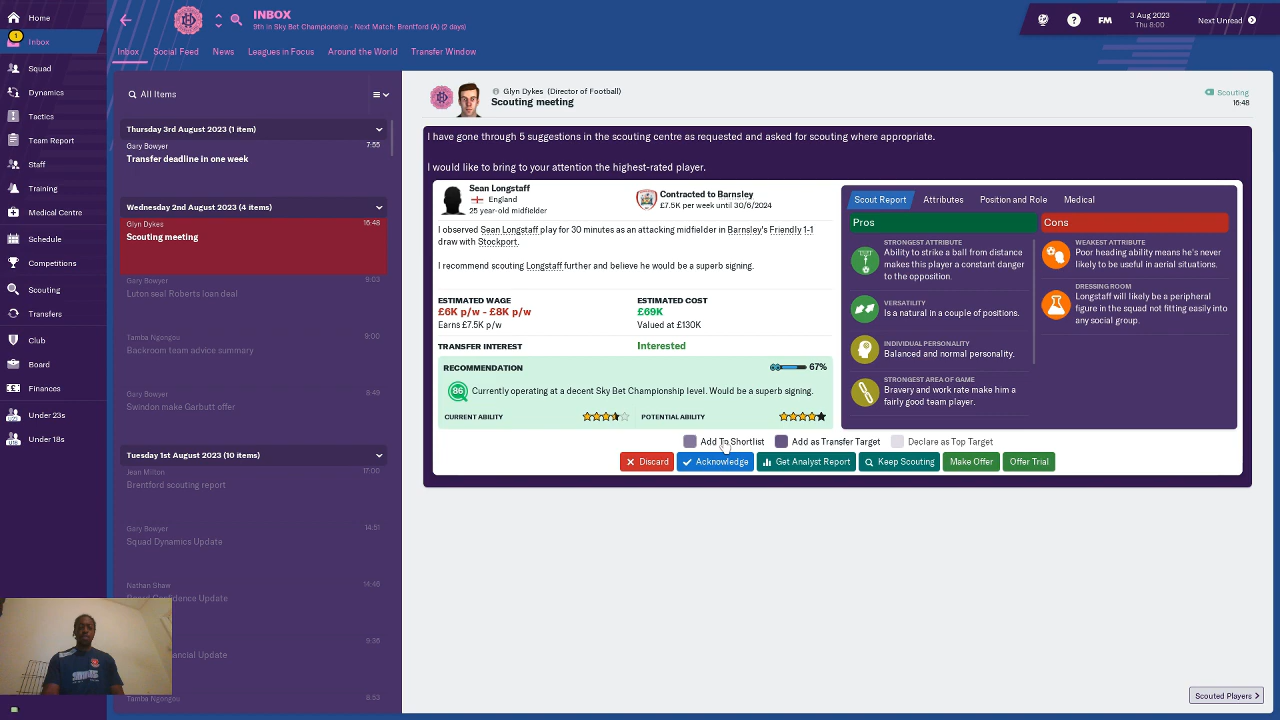 Home
INBOX
9th in Sky Bet Championship - Next Match: Brentford (A) (2 days)
FM
3 Aug 2023
Thu 8:00
Next Unread
1
Inbox
Inbox
Social Feed
News
Leagues in Focus
Around the World
Transfer Window
Squad
Dynamics
Tactics
Team Report
Staff
Training
Medical Centre
Schedule
Competitions
Scouting
Transfers
Club
Board
Finances
Under 23s
Under 18s
All Items
Thursday 3rd August 2023 (1 item)
Gary Bowyer
7:55
Transfer deadline in one week
Wednesday 2nd August 2023 (4 items)
Glyn Dykes
16:48
Scouting meeting
Gary Bowyer
9:03
Luton seal Roberts loan deal
Tamba Ngongou
9:00
Backroom team advice summary
Gary Bowyer
8:49
Swindon make Garbutt offer
Tuesday 1st August 2023 (10 items)
Jean Milton
17:00
Brentford scouting report
Gary Bowyer
14:51
Squad Dynamics Update
Nathan Shaw
14:46
Board Confidence Update
9:36
Update
Tamba Ngongou
8:53
Glyn Dykes (Director of Football)
Scouting meeting
Scouting
16:48
I have gone through 5 suggestions in the scouting centre as requested and asked for scouting where appropriate.
I would like to bring to your attention the highest-rated player.
Sean Longstaff
England
25 year-old midfielder
Contracted to Barnsley
£7.5K per week until 30/6/2024
I observed Sean Longstaff play for 30 minutes as an attacking midfielder in Barnsley's Friendly 1-1
draw with Stockport.
I recommend scouting Longstaff further and believe he would be a superb signing.
ESTIMATED WAGE
£6K p/w - £8K p/w
Earns £7.5K p/w
ESTIMATED COST
£69K
Valued at £130K
TRANSFER INTEREST
Interested
RECOMMENDATION
67%
86
Currently operating at a decent Sky Bet Championship level. Would be a superb signing.
CURRENT ABILITY
POTENTIAL ABILITY
Scout Report
Attributes
Position and Role
Medical
Pros
Cons
STRONGEST ATTRIBUTE
Ability to strike a ball from distance
makes this player a constant danger
to the opposition.
VERSATILITY
Is a natural in a couple of positions.
INDIVIDUAL PERSONALITY
Balanced and normal personality.
STRONGEST AREA OF GAME
Bravery and work rate make him a
fairly good team player.
WEAKEST ATTRIBUTE
Poor heading ability means he's never
likely to be useful in aerial situations.
DRESSING ROOM
Longstaff will likely be a peripheral
figure in the squad not fitting easily into
any social group.
Add To Shortlist
Add as Transfer Target
Declare as Top Target
Discard
Acknowledge
Get Analyst Report
Keep Scouting
Make Offer
Offer Trial
Scouted Players